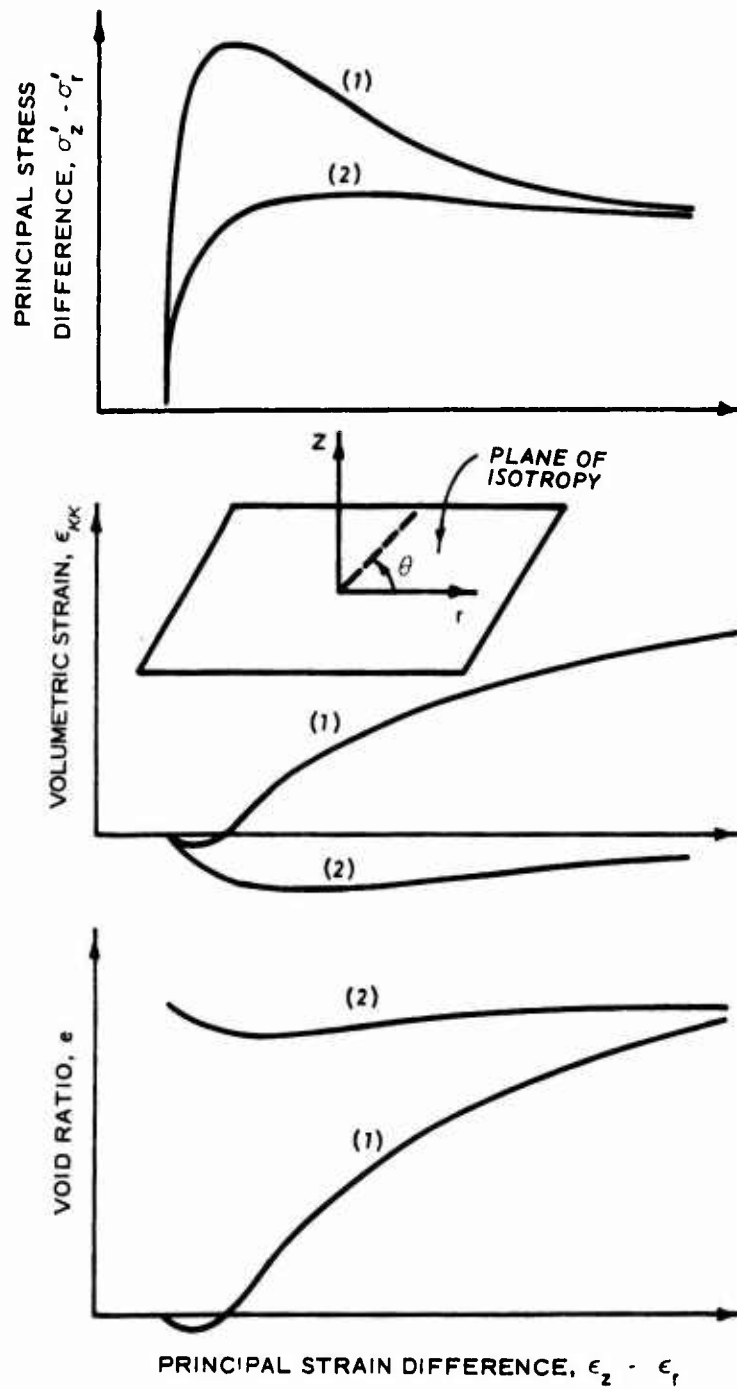 PRINCIPAL STRESS
DIFFERENCE, σ′z - σ′r
(1)
(2)
z
PLANE OF
ISOTROPY
θ
r
VOLUMETRIC STRAIN, ϵKK
(1)
(2)
VOID RATIO, e
(2)
(1)
PRINCIPAL STRAIN DIFFERENCE, ϵz - ϵr